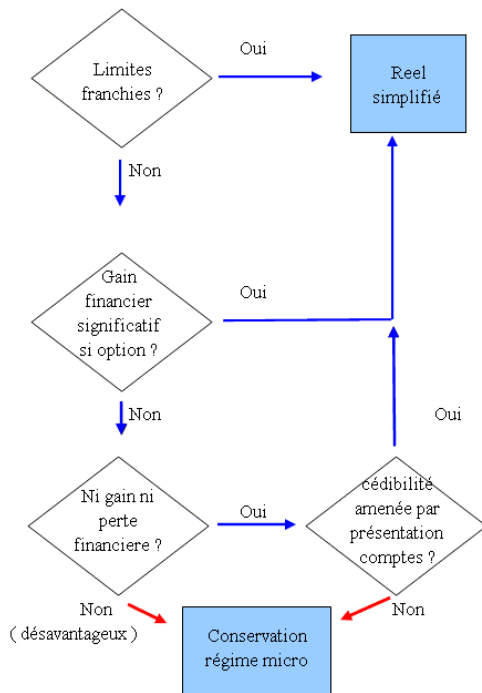 Oui
Limites
franchies ?
Reel
simplifié
Non
Gain
financier
significatif
si option ?
Oui
Non
Oui
Ni gain ni
perte
financiere ?
Oui
cédibilité
amenée par
présentation
comptes ?
Non
( désavantageux )
Non
Conservation
régime micro